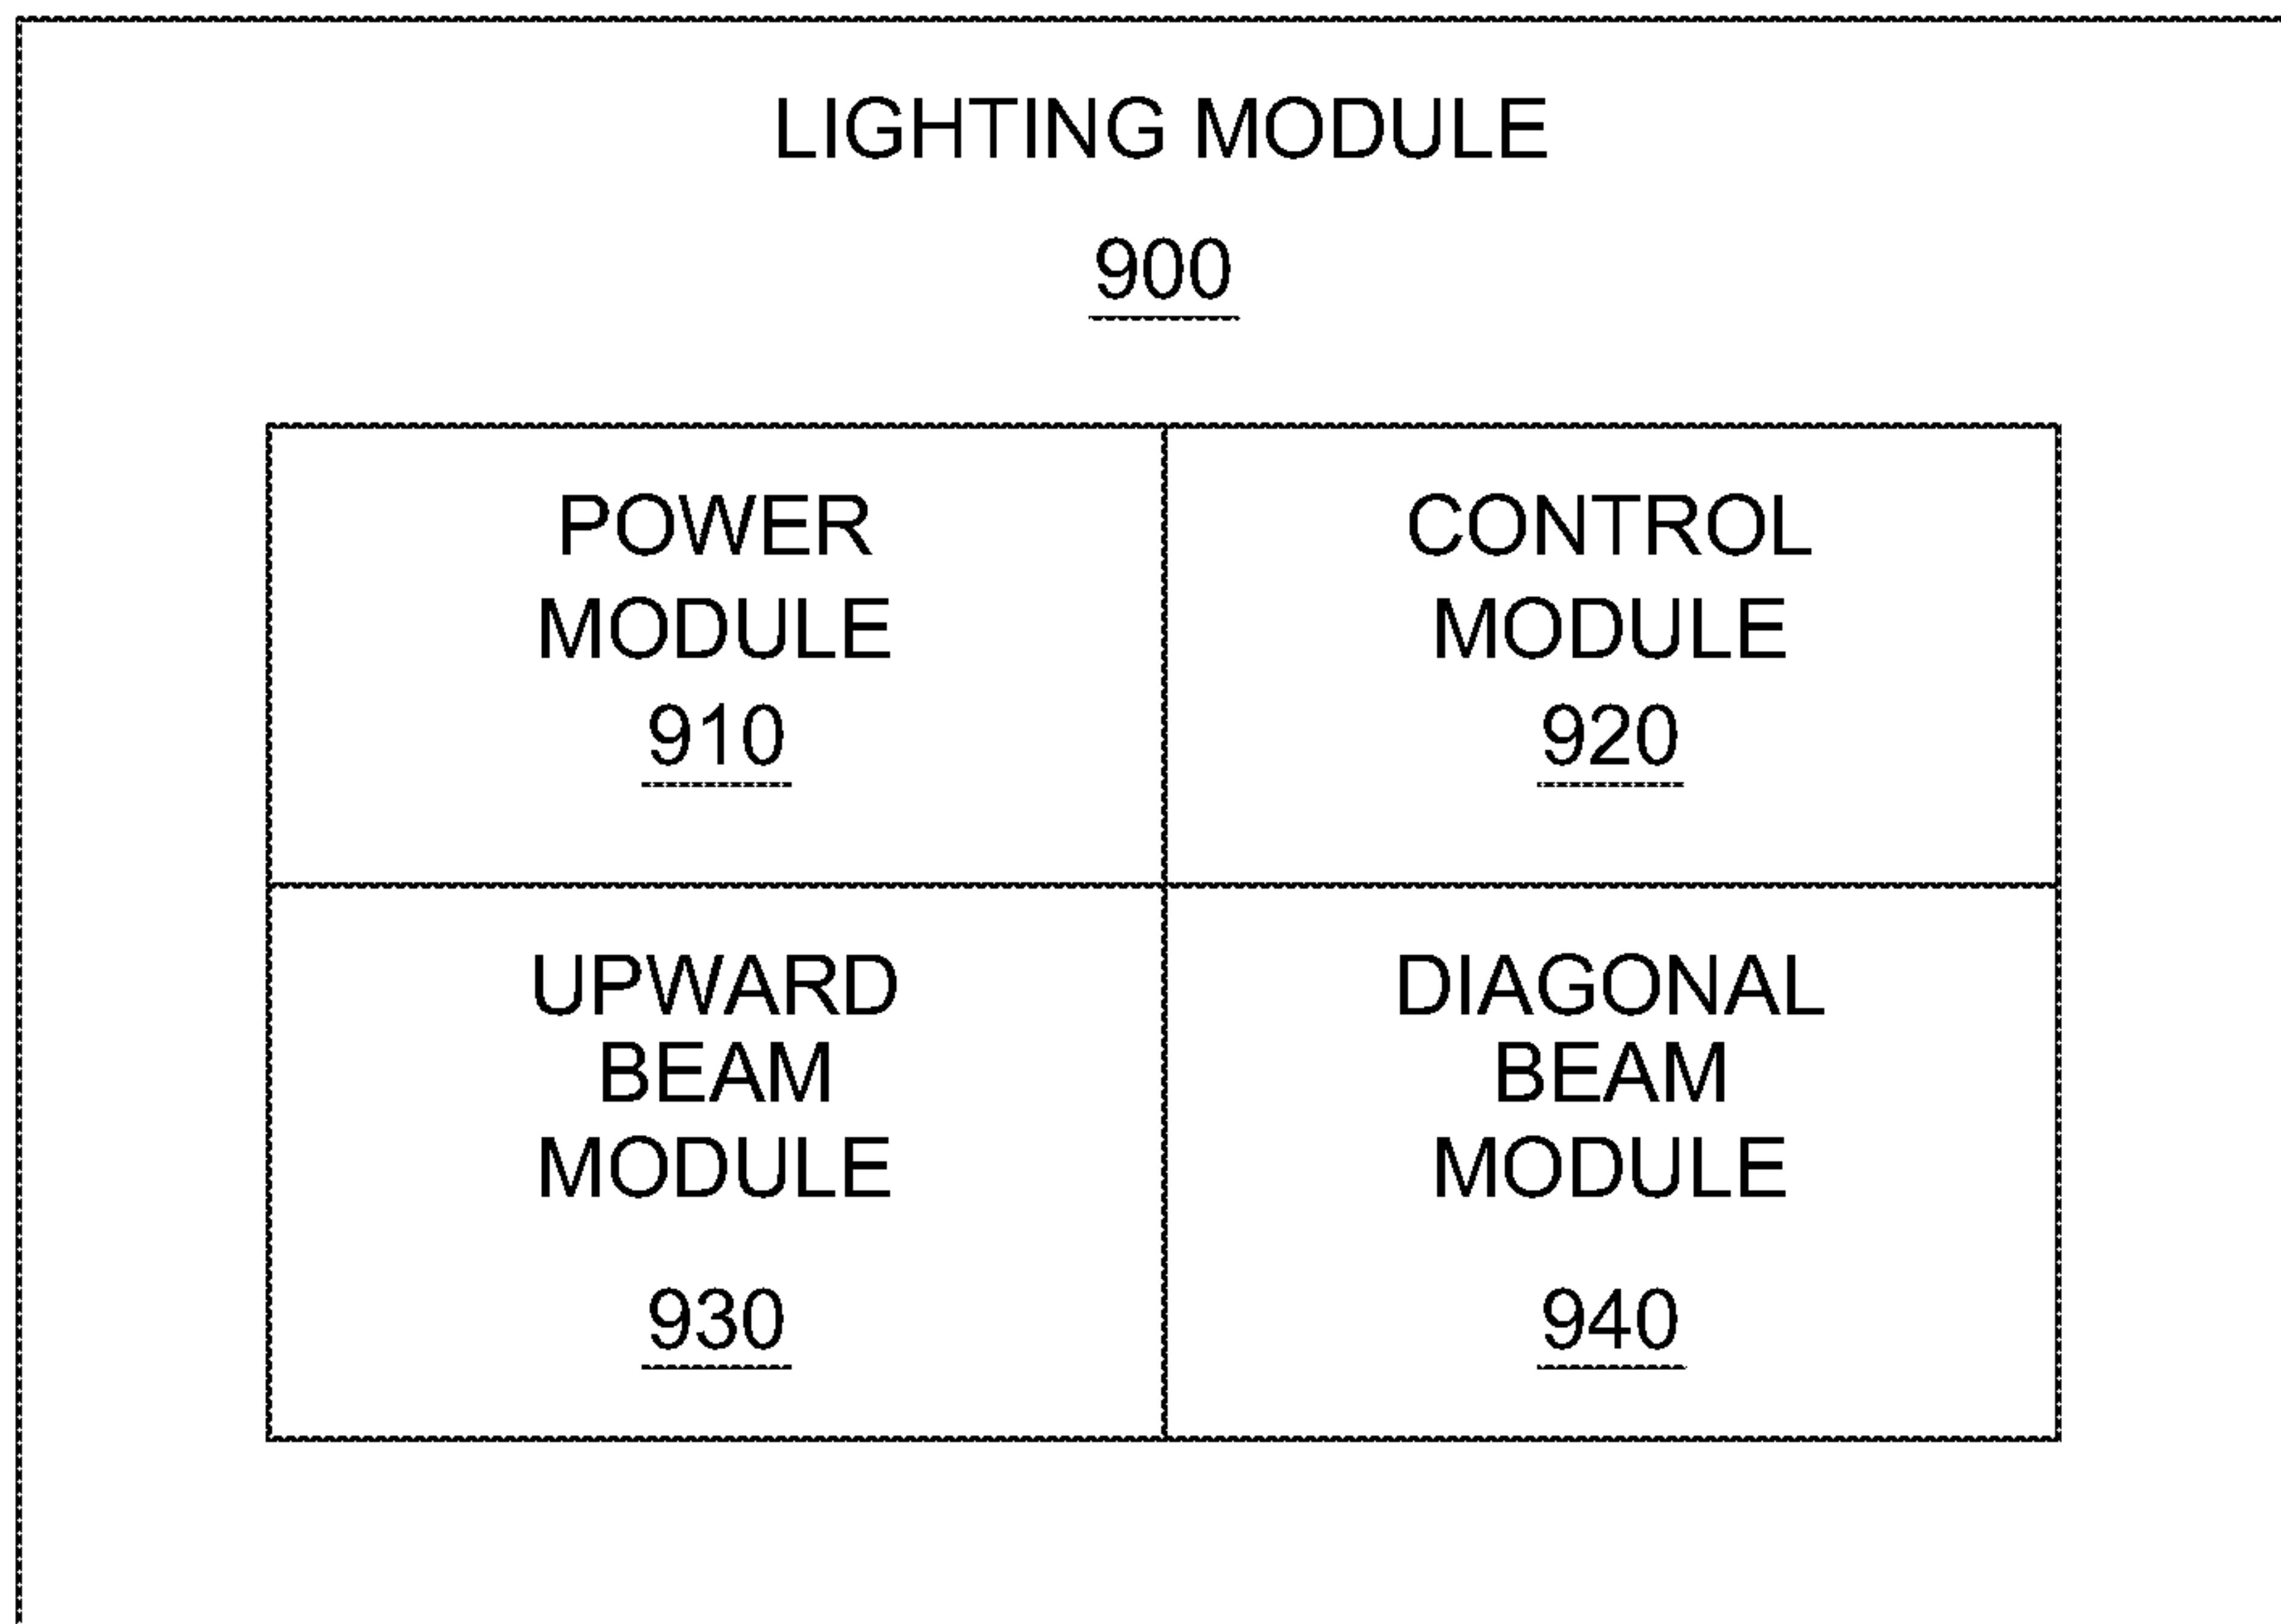 LIGHTING MODULE
900
POWER
MODULE
910
CONTROL
MODULE
920
UPWARD
BEAM
MODULE
930
DIAGONAL
BEAM
MODULE
940